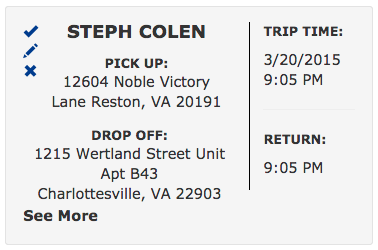 STEPH COLEN
PICK UP:
12604 Noble Victory
Lane Reston, VA 20191
DROP OFF:
1215 Wertland Street Unit
Apt B43
Charlottesville, VA 22903
See More
TRIP TIME:
3/20/2015
9:05 PM
RETURN:
9:05 PM